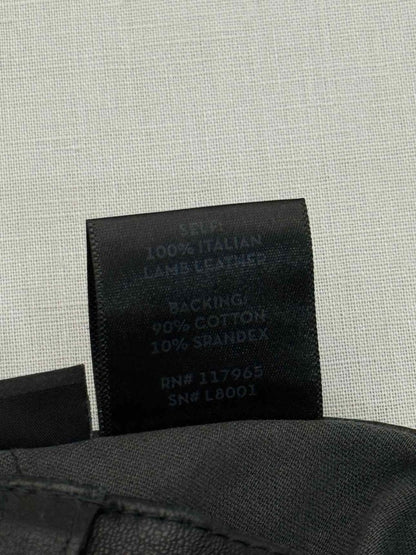 SELF:
100% ITALIAN
LAMB LEATHER
BACKING:
90% COTTON
10% SPANDEX
RN# 117965
SN# L8001